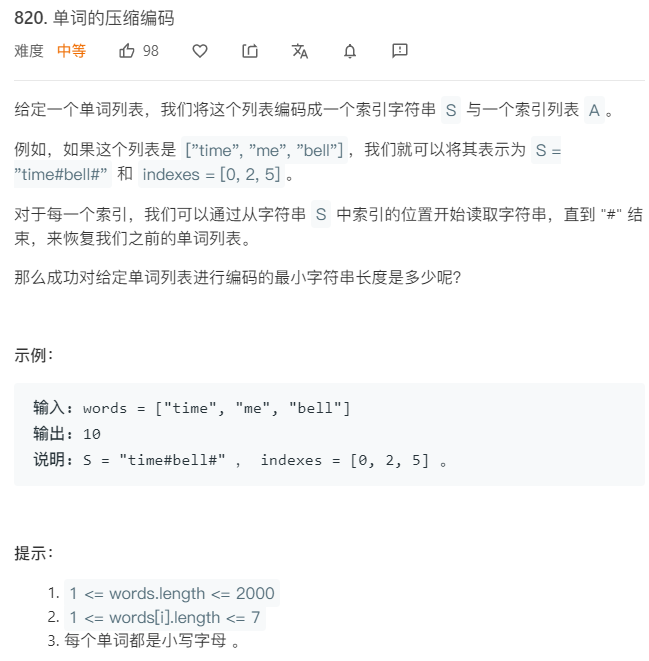 820. 单词的压缩编码
难度 中等 98
给定一个单词列表，我们将这个列表编码成一个索引字符串 S 与一个索引列表 A 。
例如，如果这个列表是 ["time", "me", "bell"] ，我们就可以将其表示为 S =
"time#bell#" 和 indexes = [0, 2, 5] 。
对于每一个索引，我们可以通过从字符串 S 中索引的位置开始读取字符串，直到 "#" 结
束，来恢复我们之前的单词列表。
那么成功对给定单词列表进行编码的最小字符串长度是多少呢?
示例：
输入：words = ["time", "me", "bell"]
输出：10
说明：S = "time#bell#" ， indexes = [0, 2, 5] 。
提示：
1. 1 <= words.length <= 2000
2. 1 <= words[i].length <= 7
3. 每个单词都是小写字母 。